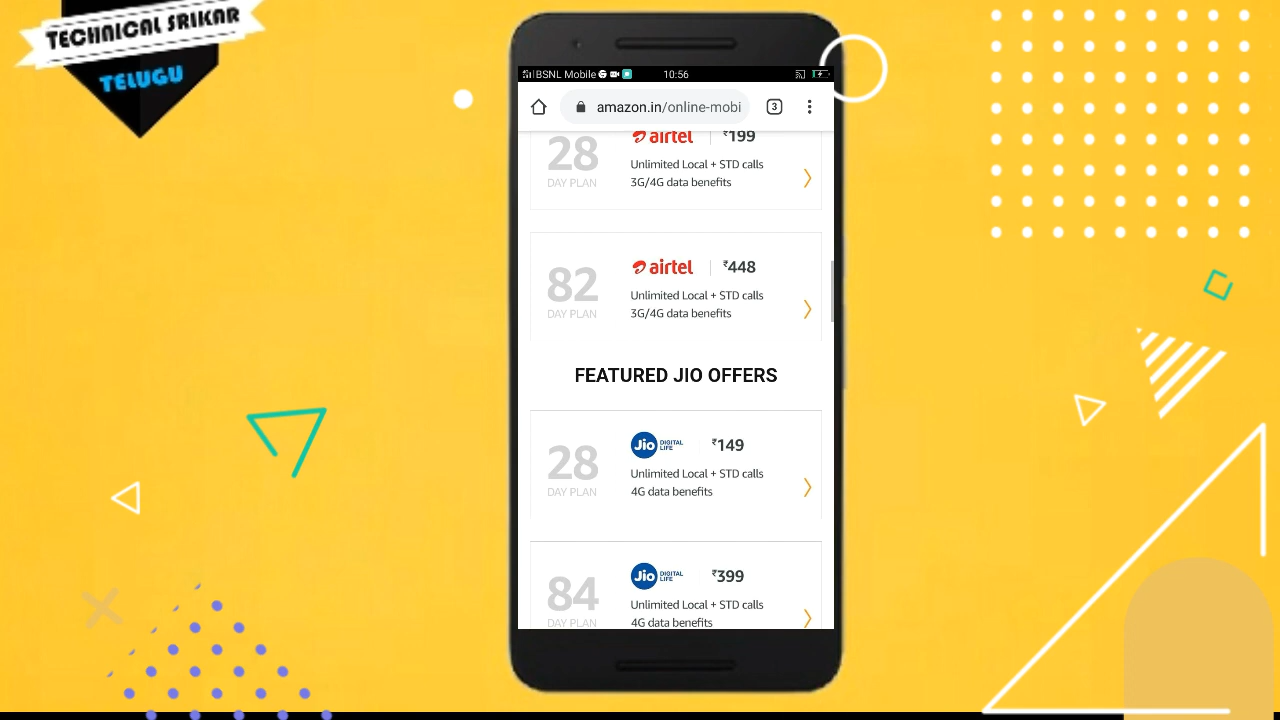 TECHNICAL SRIKAR
TELUGU
BSNL Mobile
10:56
amazon.in/online-mobi
3
28
DAY PLAN
airtel
₹199
Unlimited Local + STD calls
3G/4G data benefits
82
DAY PLAN
airtel
₹448
Unlimited Local + STD calls
3G/4G data benefits
FEATURED JIO OFFERS
28
DAY PLAN
Jio DIGITAL LIFE
₹149
Unlimited Local + STD calls
4G data benefits
84
DAY PLAN
Jio DIGITAL LIFE
₹399
Unlimited Local + STD calls
4G data benefits